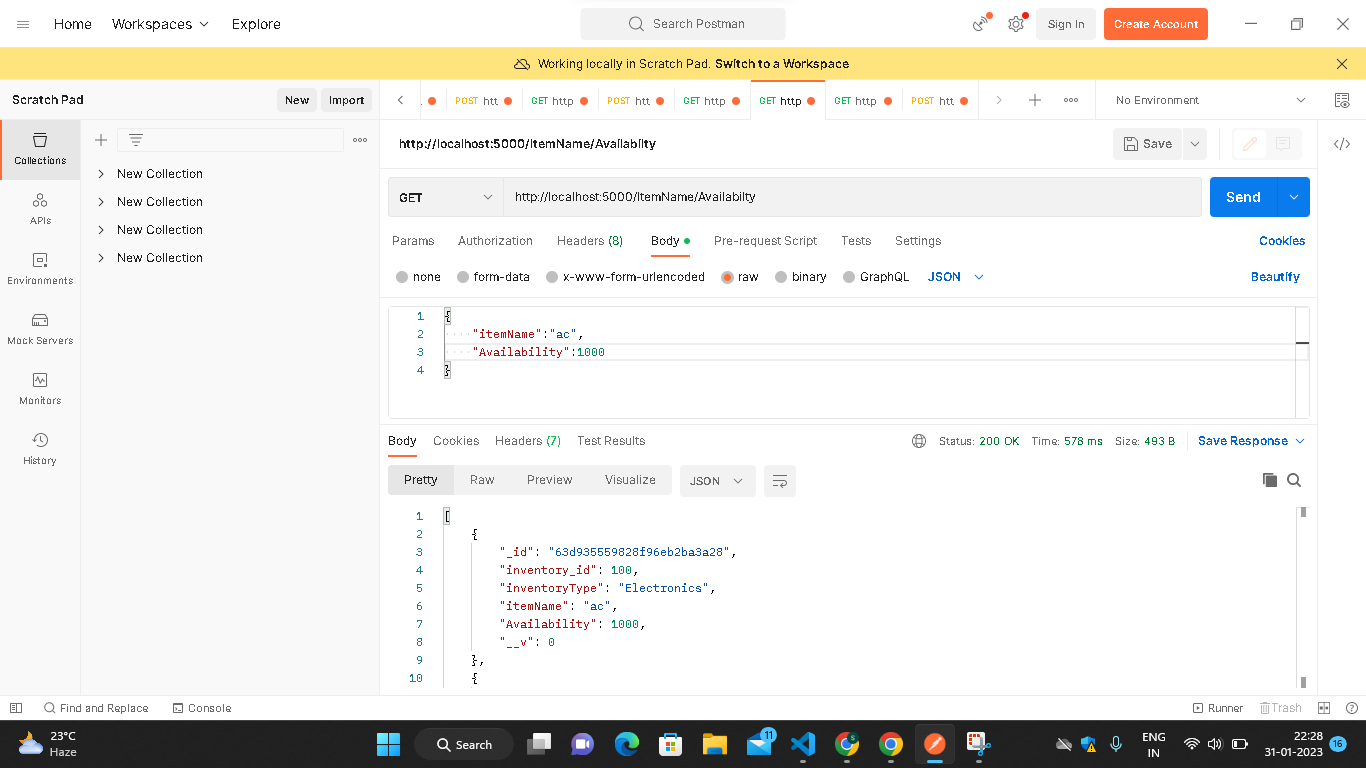 Home Workspaces Explore Search Postman Sign In Create Account
Working locally in Scratch Pad. Switch to a Workspace
Scratch Pad New Import POST htt GET http POST htt GET http GET http GET http POST htt No Environment
Collections
APIs
Environments
Mock Servers
Monitors
History
New Collection
New Collection
New Collection
New Collection
http://localhost:5000/ItemName/Availabilty Save
GET http://localhost:5000/ItemName/Availabilty Send
Params Authorization Headers (8) Body Pre-request Script Tests Settings Cookies
none form-data x-www-form-urlencoded raw binary GraphQL JSON Beautify
1 {
2 "itemName":"ac",
3 "Availability":1000
4 }
Body Cookies Headers (7) Test Results Status: 200 OK Time: 578 ms Size: 493 B Save Response
Pretty Raw Preview Visualize JSON
1 [
2 {
3 "_id": "63d935559828f96eb2ba3a28",
4 "inventory_id": 100,
5 "inventoryType": "Electronics",
6 "itemName": "ac",
7 "Availability": 1000,
8 "__v": 0
9 },
10 {
Find and Replace Console Runner Trash
23°C
Haze
Search
11
ENG
IN
22:28
31-01-2023
16